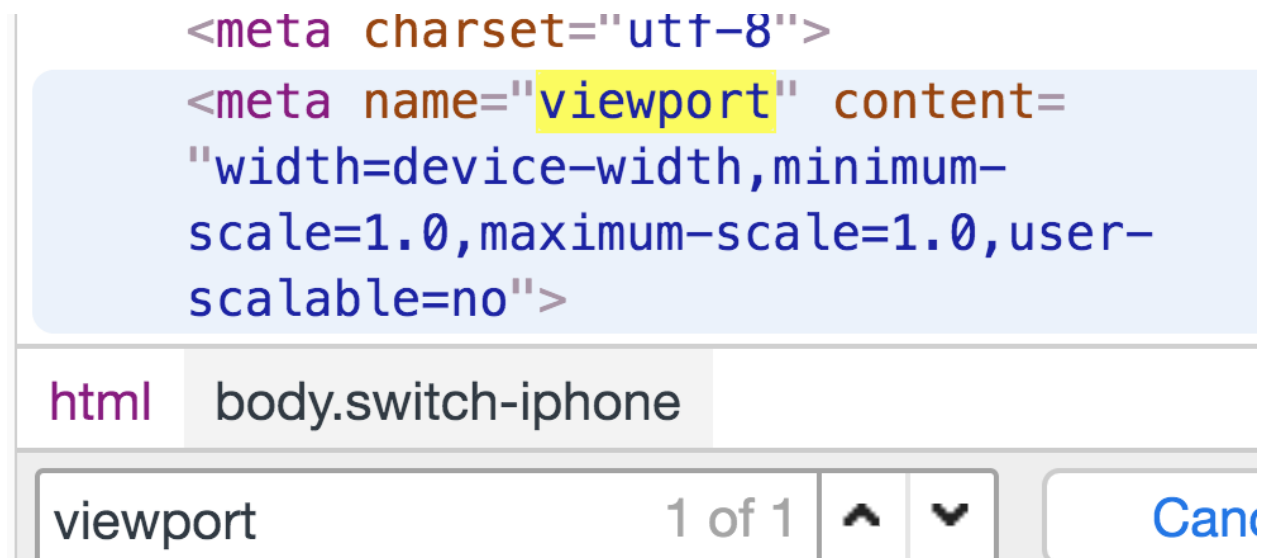 <meta charset="utf-8">
<meta name="viewport" content=
"width=device-width,minimum-
scale=1.0,maximum-scale=1.0,user-
scalable=no">
html body.switch-iphone
viewport 1 of 1